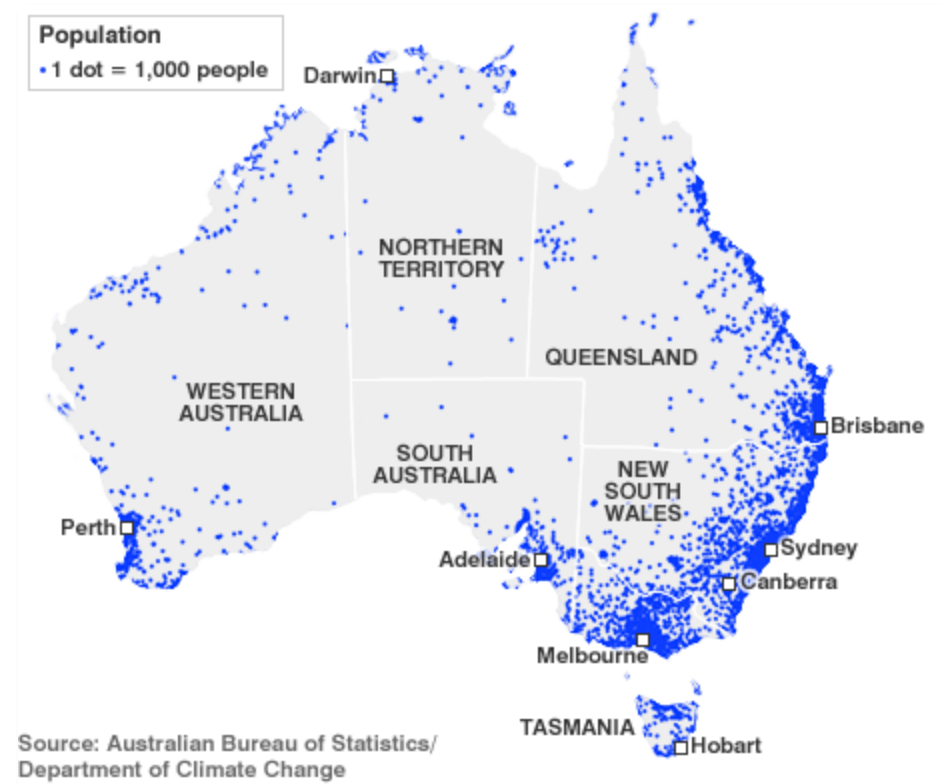 Population
• 1 dot = 1,000 people
Darwin
NORTHERN
TERRITORY
QUEENSLAND
WESTERN
AUSTRALIA
SOUTH
AUSTRALIA
NEW
SOUTH
WALES
Brisbane
Perth
Adelaide
Sydney
Canberra
Melbourne
TASMANIA
Hobart
Source: Australian Bureau of Statistics/
Department of Climate Change